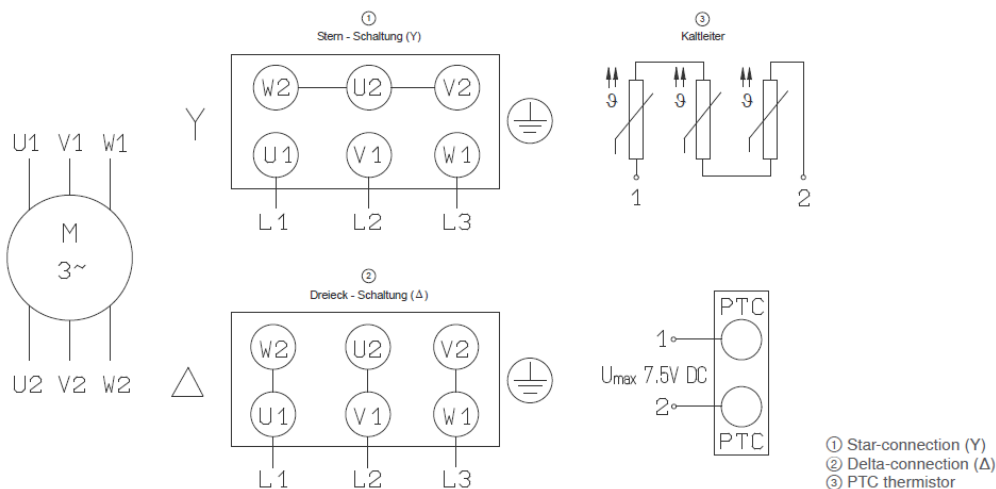 ①
Stern - Schaltung (Y)
W2 U2 V2
Y
U1 V1 W1
L1 L2 L3
③
Kaltleiter
ϑ ϑ ϑ
1 2
U1 V1 W1
M
3~
U2 V2 W2
②
Dreieck - Schaltung (Δ)
W2 U2 V2
△
U1 V1 W1
L1 L2 L3
PTC
1
Umax 7.5V DC
2
PTC
① Star-connection (Y)
② Delta-connection (Δ)
③ PTC thermistor